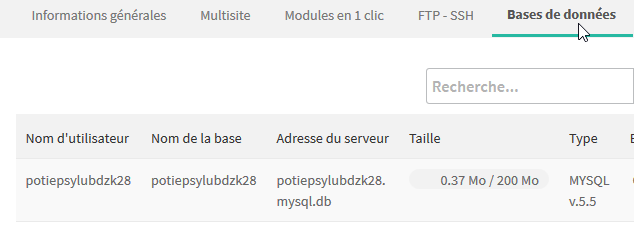 Informations générales Multisite Modules en 1 clic FTP - SSH Bases de données
Recherche...
Nom d'utilisateur Nom de la base Adresse du serveur Taille Type
potiepsylubdzk28 potiepsylubdzk28 potiepsylubdzk28. 0.37 Mo / 200 Mo MYSQL
mysql.db v.5.5